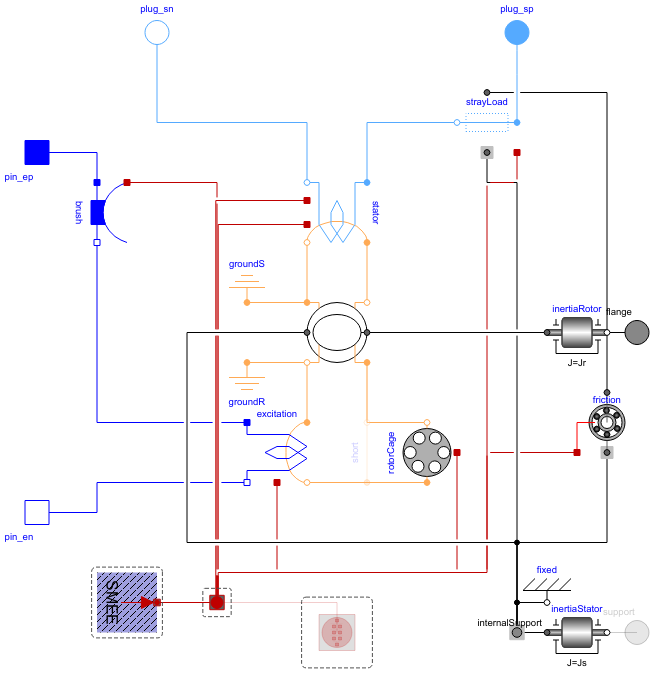 plug_sn
plug_sp
strayLoad
pin_ep
brush
stator
groundS
inertiaRotor
flange
J=Jr
groundR
friction
excitation
short
rotorCage
pin_en
SMEE
fixed
inertiaStator
support
internalSupport
J=Js